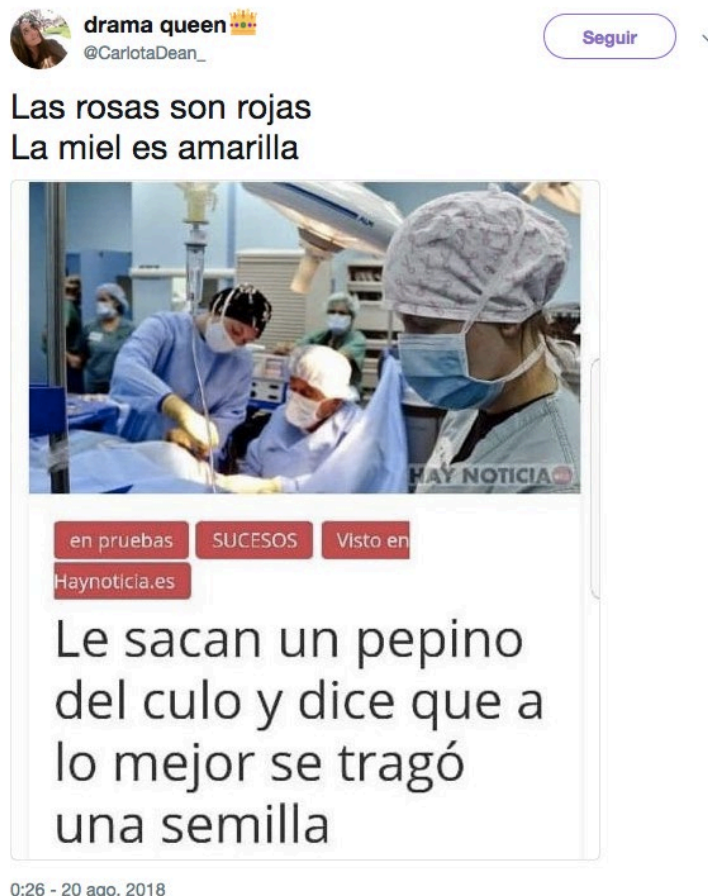 drama queen
@CarlotaDean_
Seguir
Las rosas son rojas
La miel es amarilla
ALM
HAY NOTICIA
en pruebas
SUCESOS
Visto en
Haynoticia.es
Le sacan un pepino
del culo y dice que a
lo mejor se tragó
una semilla
0:26 - 20 ago. 2018